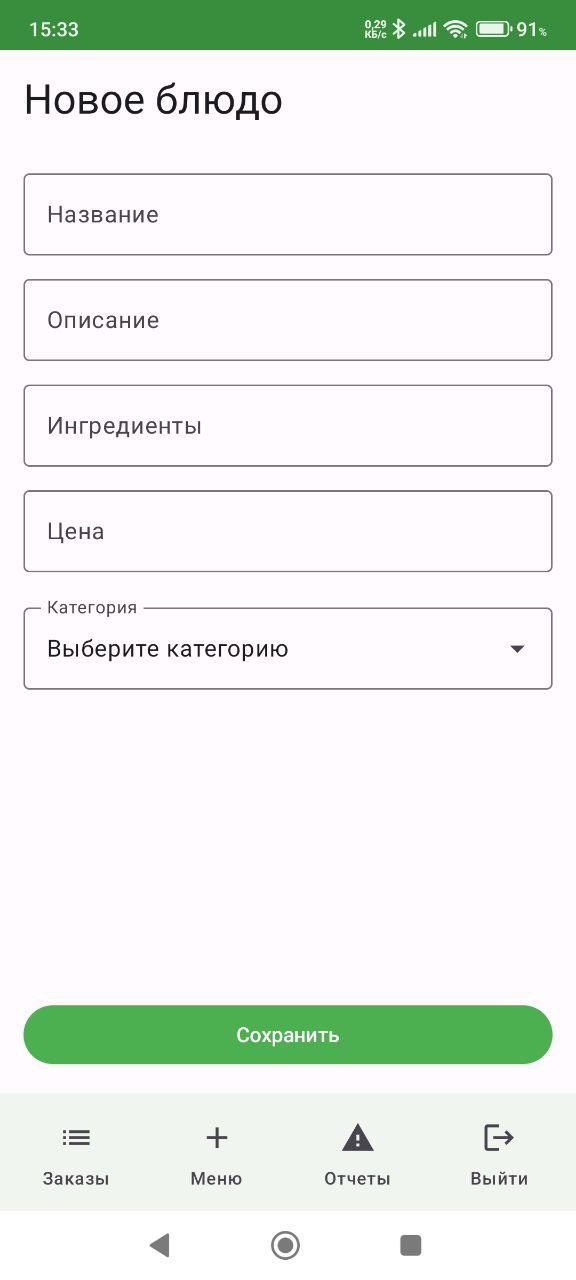 15:33 0,29 КБ/с 91%
Новое блюдо
Название
Описание
Ингредиенты
Цена
Категория
Выберите категорию
Сохранить
Заказы Меню Отчеты Выйти